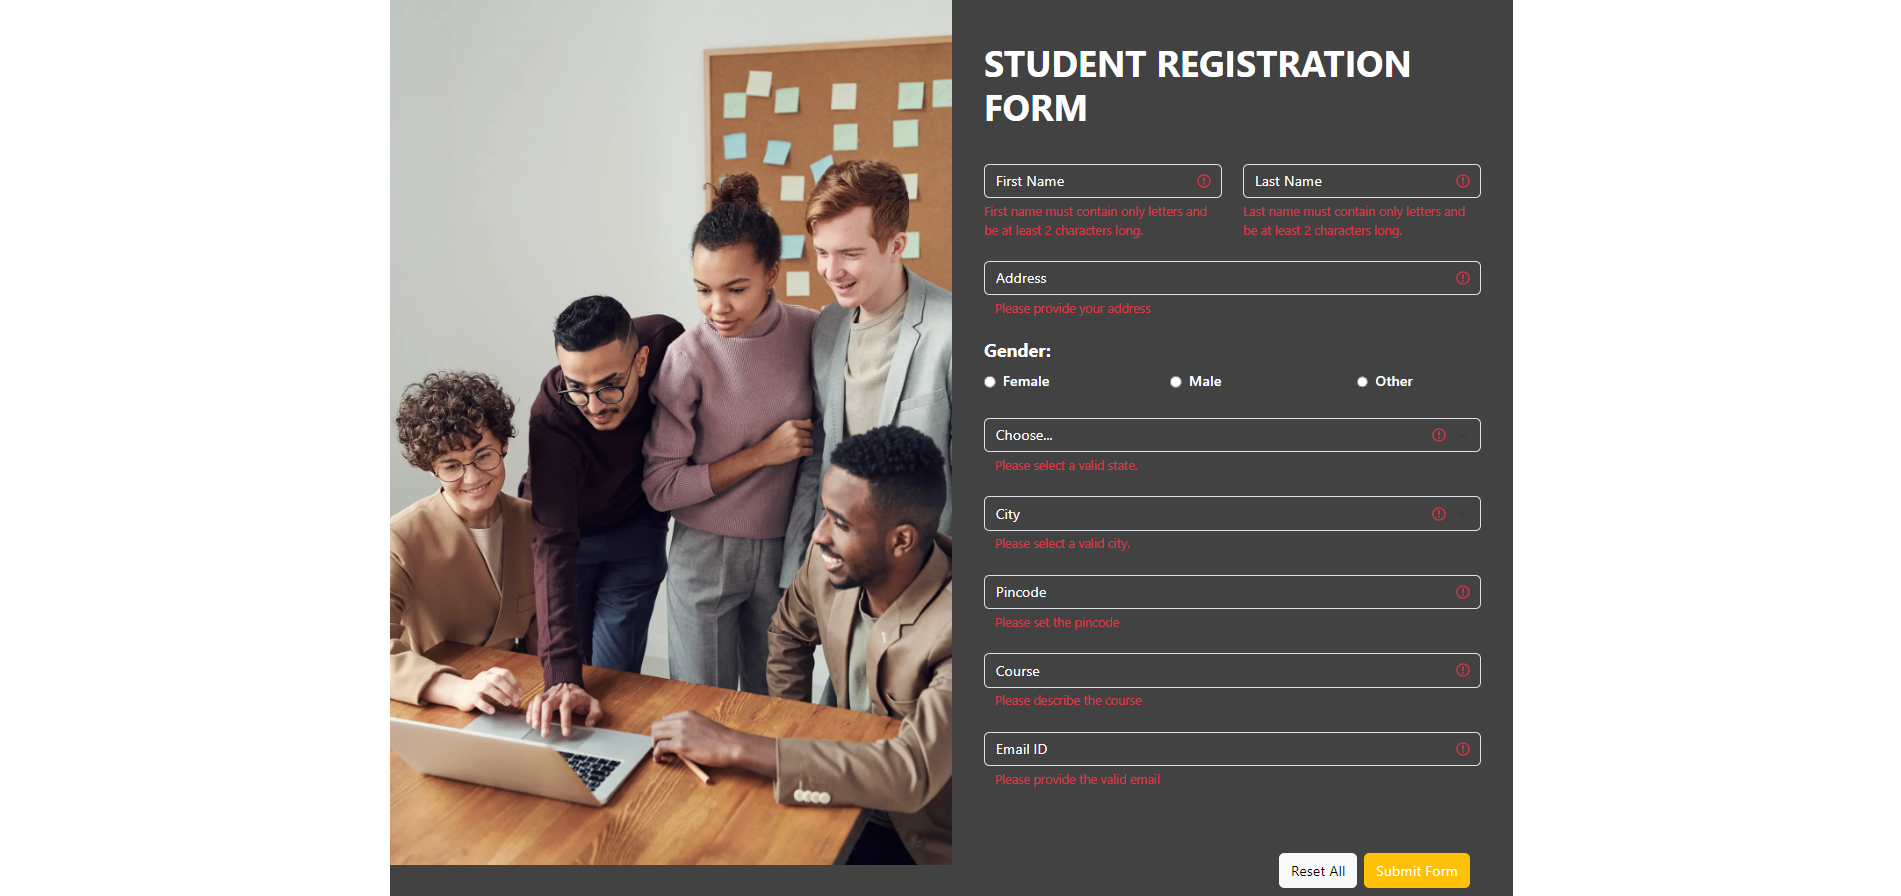 STUDENT REGISTRATION
FORM
First Name
Last Name
First name must contain only letters and
be at least 2 characters long.
Last name must contain only letters and
be at least 2 characters long.
Address
Please provide your address
Gender:
Female
Male
Other
Choose...
Please select a valid state.
City
Please select a valid city.
Pincode
Please set the pincode
Course
Please describe the course
Email ID
Please provide the valid email
Reset All
Submit Form